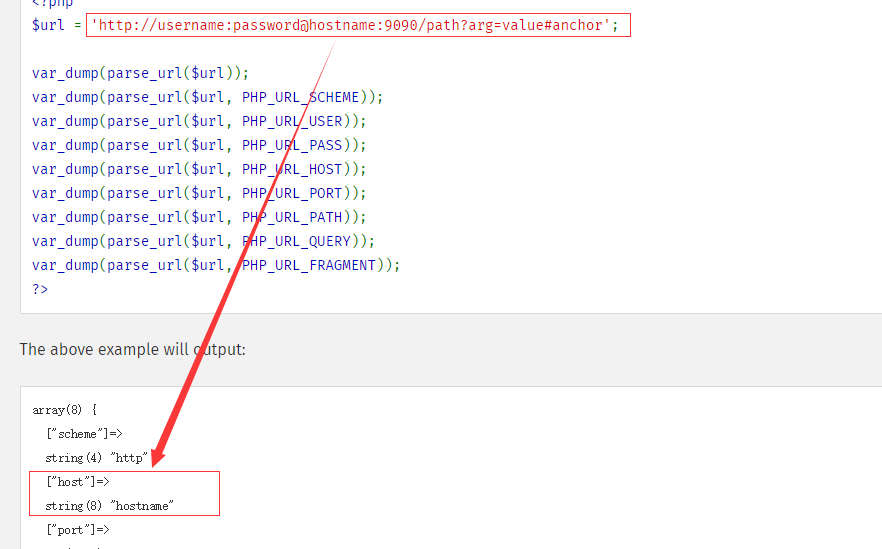 <?php
$url = 'http://username:password@hostname:9090/path?arg=value#anchor';
var_dump(parse_url($url));
var_dump(parse_url($url, PHP_URL_SCHEME));
var_dump(parse_url($url, PHP_URL_USER));
var_dump(parse_url($url, PHP_URL_PASS));
var_dump(parse_url($url, PHP_URL_HOST));
var_dump(parse_url($url, PHP_URL_PORT));
var_dump(parse_url($url, PHP_URL_PATH));
var_dump(parse_url($url, PHP_URL_QUERY));
var_dump(parse_url($url, PHP_URL_FRAGMENT));
?>
The above example will output:
array(8) {
["scheme"]=>
string(4) "http"
["host"]=>
string(8) "hostname"
["port"]=>